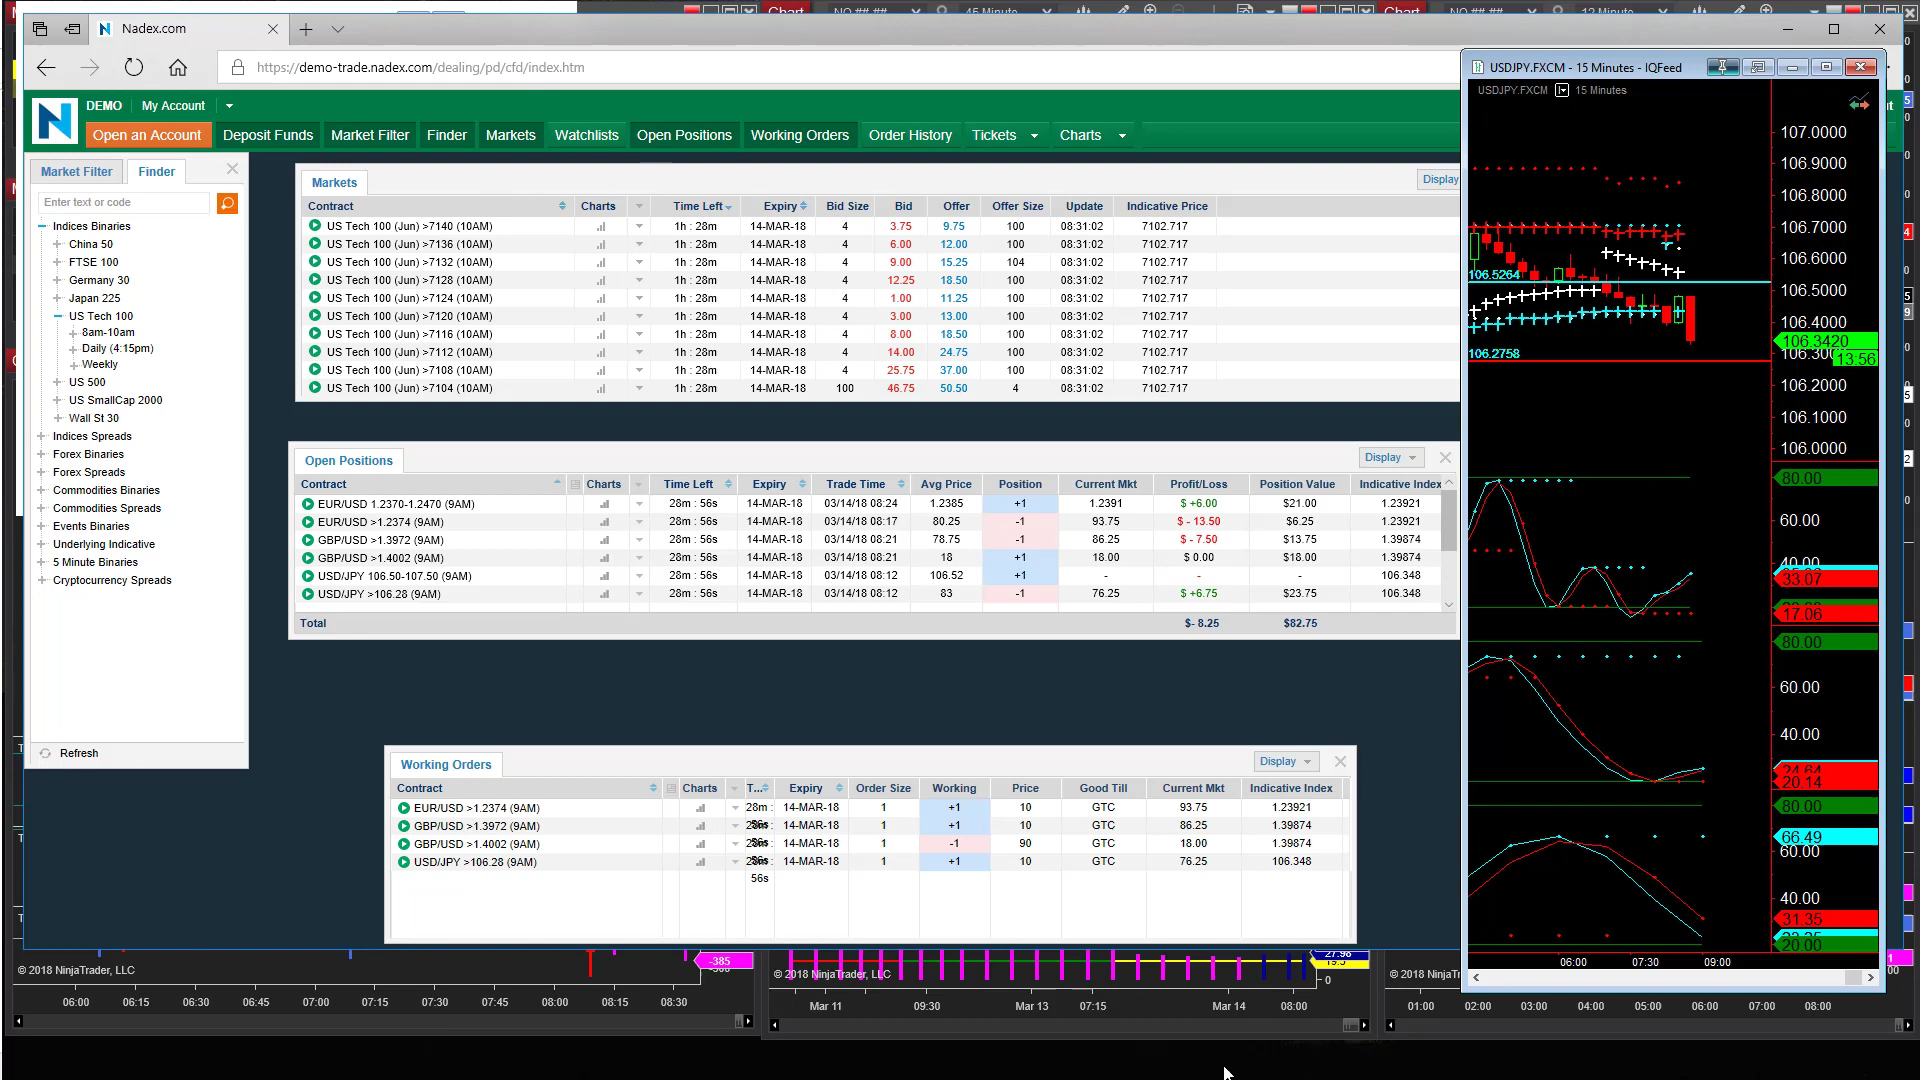 Nadex.com
https://demo-trade.nadex.com/dealing/pd/cfd/index.htm
DEMO My Account
Open an Account Deposit Funds Market Filter Finder Markets Watchlists Open Positions Working Orders Order History Tickets Charts
Market Filter Finder
Enter text or code
Indices Binaries
China 50
FTSE 100
Germany 30
Japan 225
US Tech 100
8am-10am
Daily (4:15pm)
Weekly
US 500
US SmallCap 2000
Wall St 30
Indices Spreads
Forex Binaries
Forex Spreads
Commodities Binaries
Commodities Spreads
Events Binaries
Underlying Indicative
5 Minute Binaries
Cryptocurrency Spreads
Refresh
Markets Display
Contract Charts Time Left Expiry Bid Size Bid Offer Offer Size Update Indicative Price
US Tech 100 (Jun) >7140 (10AM) 1h : 28m 14-MAR-18 4 3.75 9.75 100 08:31:02 7102.717
US Tech 100 (Jun) >7136 (10AM) 1h : 28m 14-MAR-18 4 6.00 12.00 100 08:31:02 7102.717
US Tech 100 (Jun) >7132 (10AM) 1h : 28m 14-MAR-18 4 9.00 15.25 104 08:31:02 7102.717
US Tech 100 (Jun) >7128 (10AM) 1h : 28m 14-MAR-18 4 12.25 18.50 100 08:31:02 7102.717
US Tech 100 (Jun) >7124 (10AM) 1h : 28m 14-MAR-18 4 1.00 11.25 100 08:31:02 7102.717
US Tech 100 (Jun) >7120 (10AM) 1h : 28m 14-MAR-18 4 3.00 13.00 100 08:31:02 7102.717
US Tech 100 (Jun) >7116 (10AM) 1h : 28m 14-MAR-18 4 8.00 18.50 100 08:31:02 7102.717
US Tech 100 (Jun) >7112 (10AM) 1h : 28m 14-MAR-18 4 14.00 24.75 100 08:31:02 7102.717
US Tech 100 (Jun) >7108 (10AM) 1h : 28m 14-MAR-18 4 25.75 37.00 100 08:31:02 7102.717
US Tech 100 (Jun) >7104 (10AM) 1h : 28m 14-MAR-18 100 46.75 50.50 4 08:31:02 7102.717
Open Positions Display
Contract Charts Time Left Expiry Trade Time Avg Price Position Current Mkt Profit/Loss Position Value Indicative Index
EUR/USD 1.2370-1.2470 (9AM) 28m : 56s 14-MAR-18 03/14/18 08:24 1.2385 +1 1.2391 $ +6.00 $21.00 1.23921
EUR/USD >1.2374 (9AM) 28m : 56s 14-MAR-18 03/14/18 08:17 80.25 -1 93.75 $ - 13.50 $6.25 1.23921
GBP/USD >1.3972 (9AM) 28m : 56s 14-MAR-18 03/14/18 08:21 78.75 -1 86.25 $ - 7.50 $13.75 1.39874
GBP/USD >1.4002 (9AM) 28m : 56s 14-MAR-18 03/14/18 08:21 18 +1 18.00 $ 0.00 $18.00 1.39874
USD/JPY 106.50-107.50 (9AM) 28m : 56s 14-MAR-18 03/14/18 08:12 106.52 +1 - - - 106.348
USD/JPY >106.28 (9AM) 28m : 56s 14-MAR-18 03/14/18 08:12 83 -1 76.25 $ +6.75 $23.75 106.348
Total $- 8.25 $82.75
Working Orders Display
Contract Charts T... Expiry Order Size Working Price Good Till Current Mkt Indicative Index
EUR/USD >1.2374 (9AM) 28m : 14-MAR-18 1 +1 10 GTC 93.75 1.23921
GBP/USD >1.3972 (9AM) 14-MAR-18 1 +1 10 GTC 86.25 1.39874
GBP/USD >1.4002 (9AM) 14-MAR-18 1 -1 90 GTC 18.00 1.39874
USD/JPY >106.28 (9AM) 14-MAR-18 1 +1 10 GTC 76.25 106.348
56s
USDJPY.FXCM - 15 Minutes - IQFeed
USDJPY.FXCM 15 Minutes
107.0000
106.9000
106.8000
106.7000
106.6000
106.5264
106.5000
106.4000
106.3420
106.2758
13:56
106.2000
106.1000
106.0000
80.00
60.00
33.07
17.06
80.00
60.00
40.00
20.14
80.00
66.49
60.00
40.00
31.35
20.00
06:00 07:30 09:00
© 2018 NinjaTrader, LLC
-385
06:00 06:15 06:30 06:45 07:00 07:15 07:30 07:45 08:00 08:15 08:30
© 2018 NinjaTrader, LLC
0
Mar 11 09:30 Mar 13 07:15 Mar 14 08:00
© 2018 NinjaTr
01:00 02:00 03:00 04:00 05:00 06:00 07:00 08:00